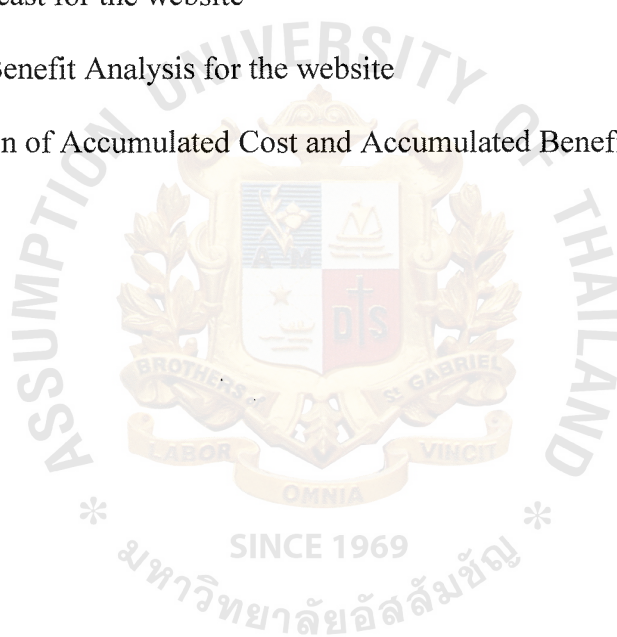 cast for the website
Benefit Analysis for the website
n of Accumulated Cost and Accumulated Benef
ASSUMPTION UNIVERSITY OF THAILAND
A M
D S
BROTHERS of St GABRIEL
LABOR
VINCIT
OMNIA
* SINCE 1969 *
มหาวิทยาลัยอัสสัมชัญ